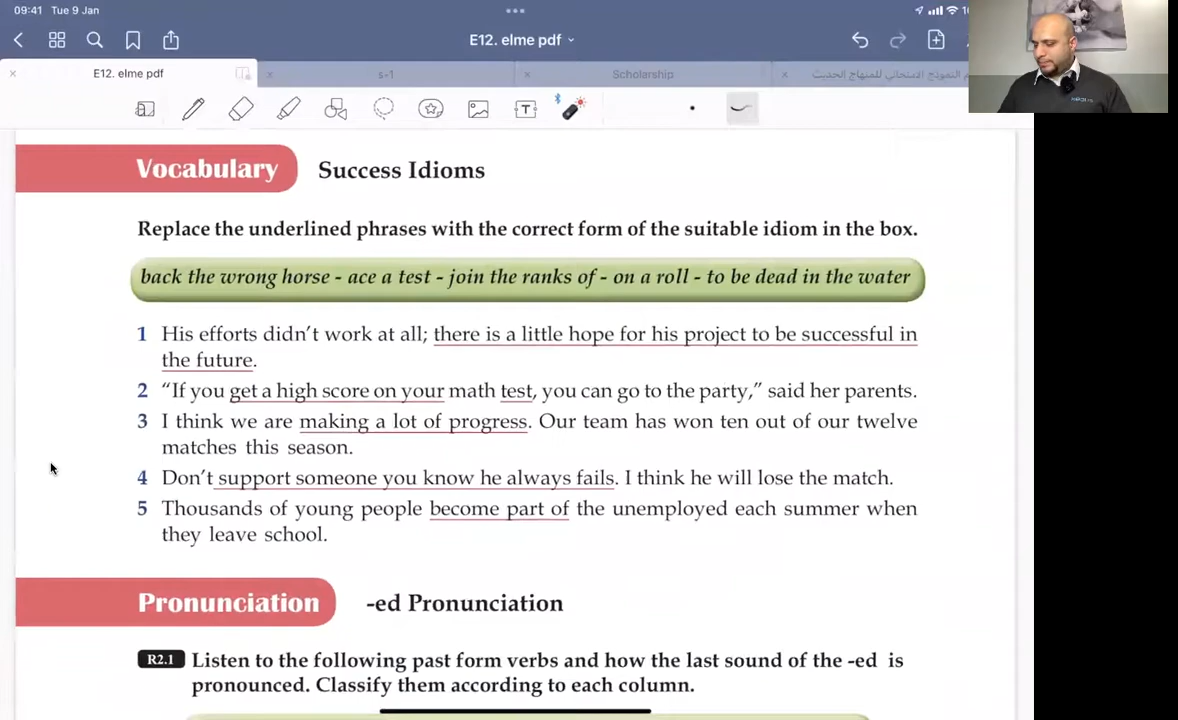 09:41 Tue 9 Jan
E12. elme pdf
E12. elme pdf
s-1
Scholarship
النموذج الامتحاني للمنهاج الحديث
T
Vocabulary Success Idioms
Replace the underlined phrases with the correct form of the suitable idiom in the box.
back the wrong horse - ace a test - join the ranks of - on a roll - to be dead in the water
1 His efforts didn't work at all; there is a little hope for his project to be successful in
the future.
2 “If you get a high score on your math test, you can go to the party,” said her parents.
3 I think we are making a lot of progress. Our team has won ten out of our twelve
matches this season.
4 Don't support someone you know he always fails. I think he will lose the match.
5 Thousands of young people become part of the unemployed each summer when
they leave school.
Pronunciation -ed Pronunciation
R2.1 Listen to the following past form verbs and how the last sound of the -ed is
pronounced. Classify them according to each column.